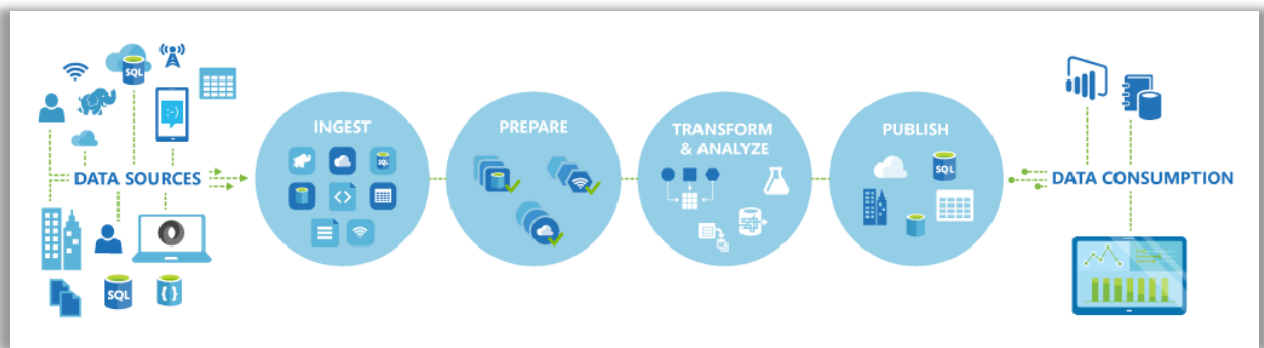 SQL
DATA SOURCES
SQL
{ }
INGEST
SQL
</>
PREPARE
TRANSFORM
& ANALYZE
PUBLISH
SQL
DATA CONSUMPTION